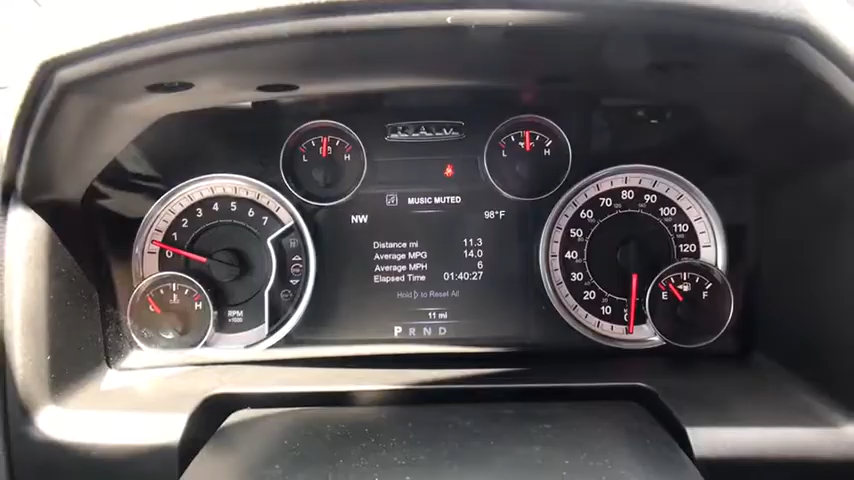 RAM
L H
L H
MUSIC MUTED
NW 98°F
Distance mi 11.3
Average MPG 14.0
Average MPH 6
Elapsed Time 01:40:27
Hold to Reset All
11 mi
P R N D
0 1 2 3 4 5 6 7
RPM
x1000
C H
10 20 30 40 50 60 70 80 90 100 110 120
E F